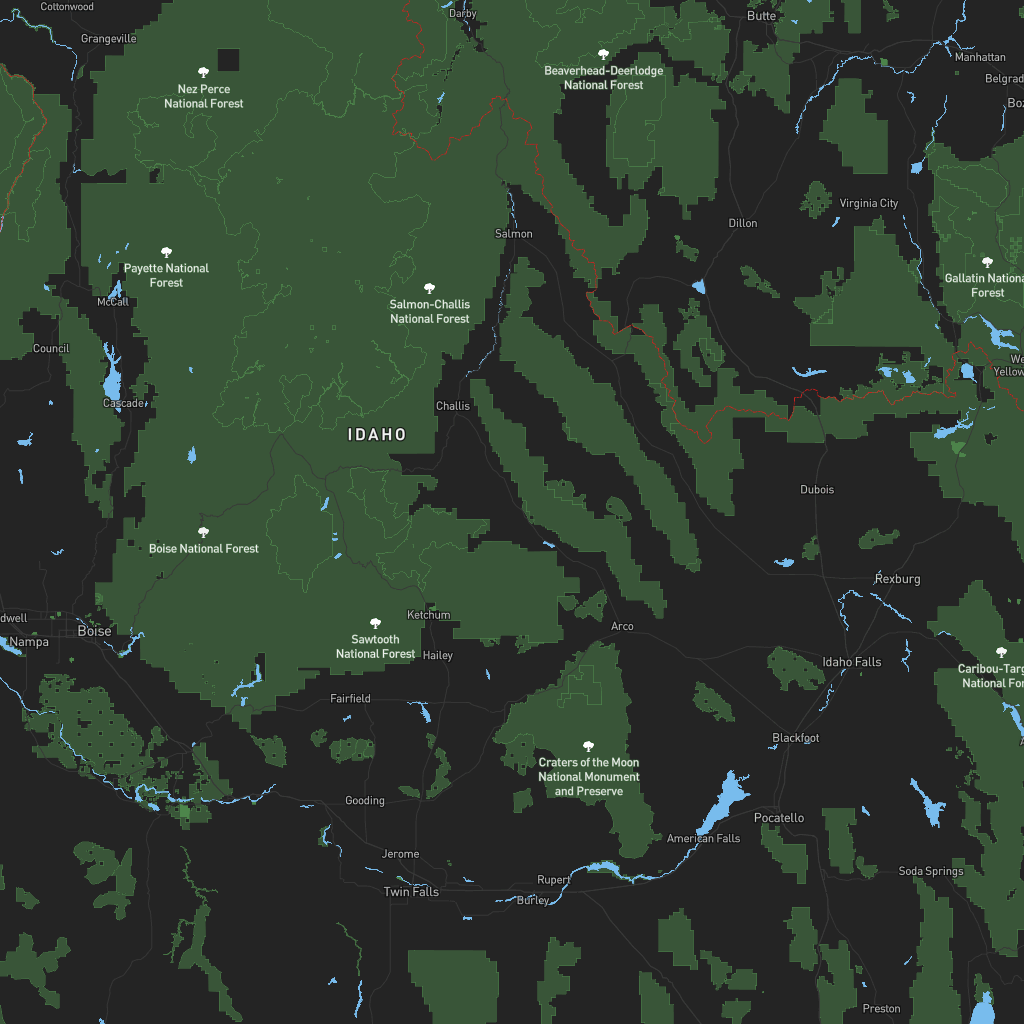 Cottonwood
Darby
Butte
Grangeville
Manhattan
Beaverhead-Deerlodge
National Forest
Nez Perce
National Forest
Virginia City
Dillon
Salmon
Payette National
Forest
Gallatin Nationa
Forest
McCall
Salmon-Challis
National Forest
Council
Cascade
Challis
IDAHO
Dubois
Boise National Forest
Rexburg
dwell
Boise
Nampa
Ketchum
Arco
Sawtooth
National Forest
Hailey
Idaho Falls
Caribou-Targ
National For
Fairfield
Blackfoot
Craters of the Moon
National Monument
and Preserve
Gooding
Pocatello
American Falls
Jerome
Soda Springs
Rupert
Twin Falls
Burley
Preston